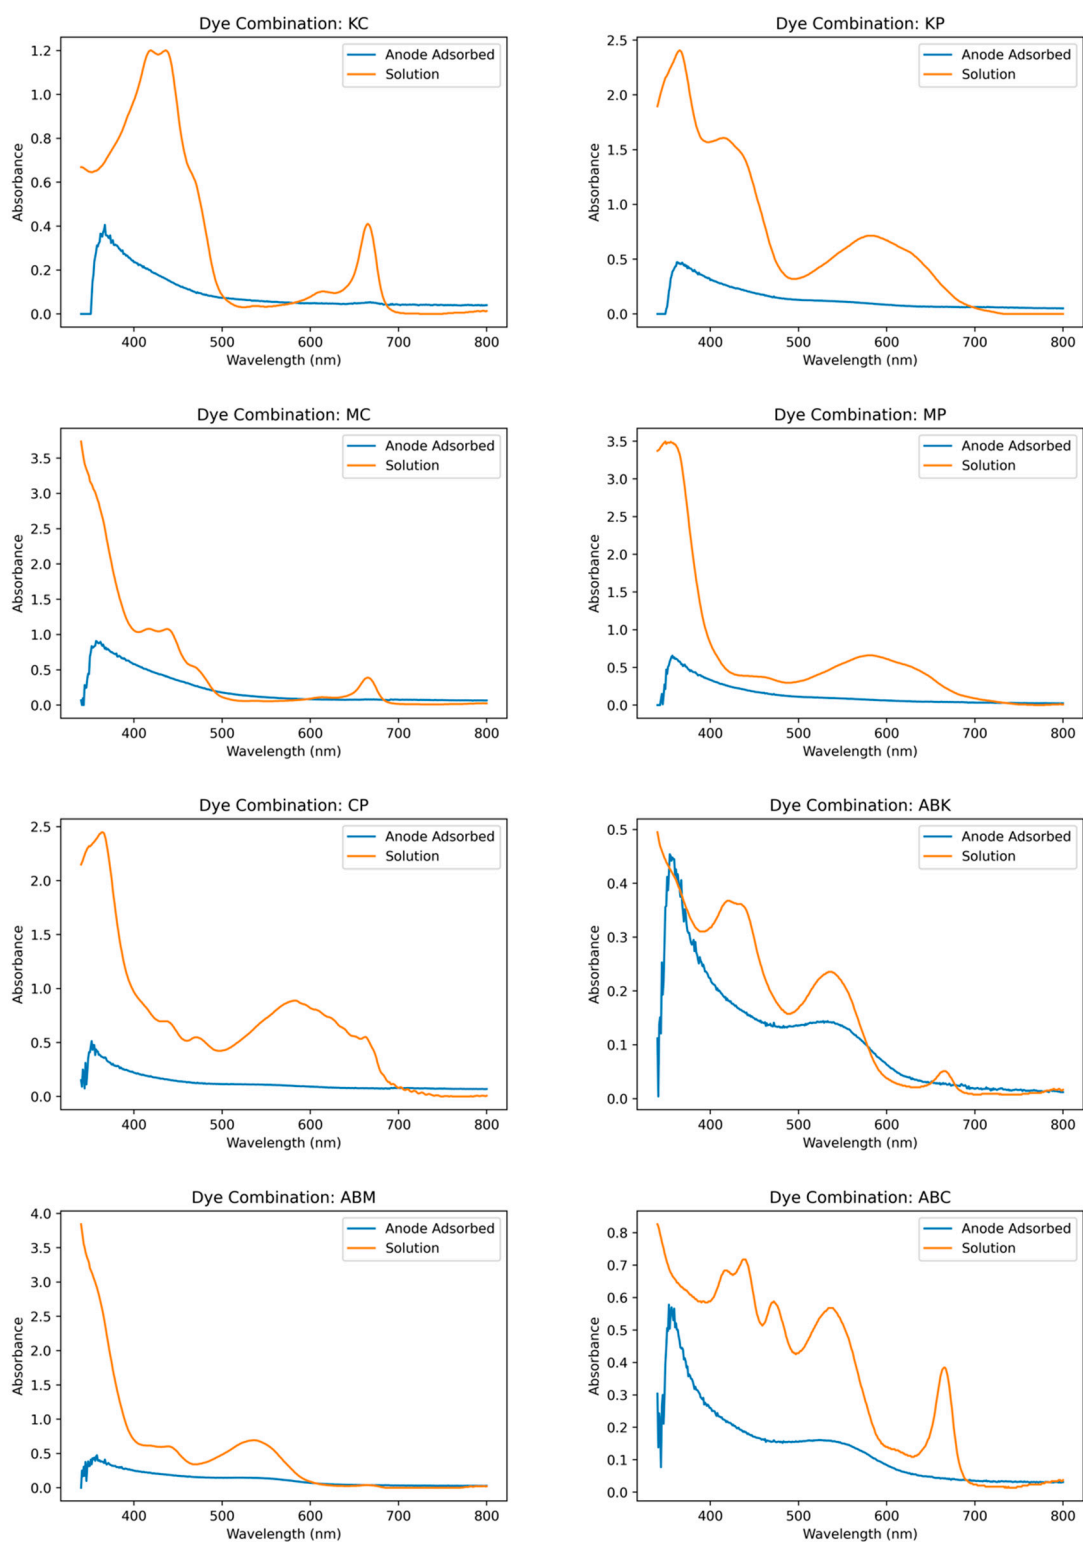 Dye Combination: KC
Absorbance
1.2
1.0
0.8
0.6
0.4
0.2
0.0
Anode Adsorbed
Solution
400 500 600 700 800
Wavelength (nm)
Dye Combination: KP
Absorbance
2.5
2.0
1.5
1.0
0.5
0.0
Anode Adsorbed
Solution
400 500 600 700 800
Wavelength (nm)
Dye Combination: MC
Absorbance
3.5
3.0
2.5
2.0
1.5
1.0
0.5
0.0
Anode Adsorbed
Solution
400 500 600 700 800
Wavelength (nm)
Dye Combination: MP
Absorbance
3.5
3.0
2.5
2.0
1.5
1.0
0.5
0.0
Anode Adsorbed
Solution
400 500 600 700 800
Wavelength (nm)
Dye Combination: CP
Absorbance
2.5
2.0
1.5
1.0
0.5
0.0
Anode Adsorbed
Solution
400 500 600 700 800
Wavelength (nm)
Dye Combination: ABK
Absorbance
0.5
0.4
0.3
0.2
0.1
0.0
Anode Adsorbed
Solution
400 500 600 700 800
Wavelength (nm)
Dye Combination: ABM
Absorbance
4.0
3.5
3.0
2.5
2.0
1.5
1.0
0.5
0.0
Anode Adsorbed
Solution
400 500 600 700 800
Wavelength (nm)
Dye Combination: ABC
Absorbance
0.8
0.7
0.6
0.5
0.4
0.3
0.2
0.1
0.0
Anode Adsorbed
Solution
400 500 600 700 800
Wavelength (nm)